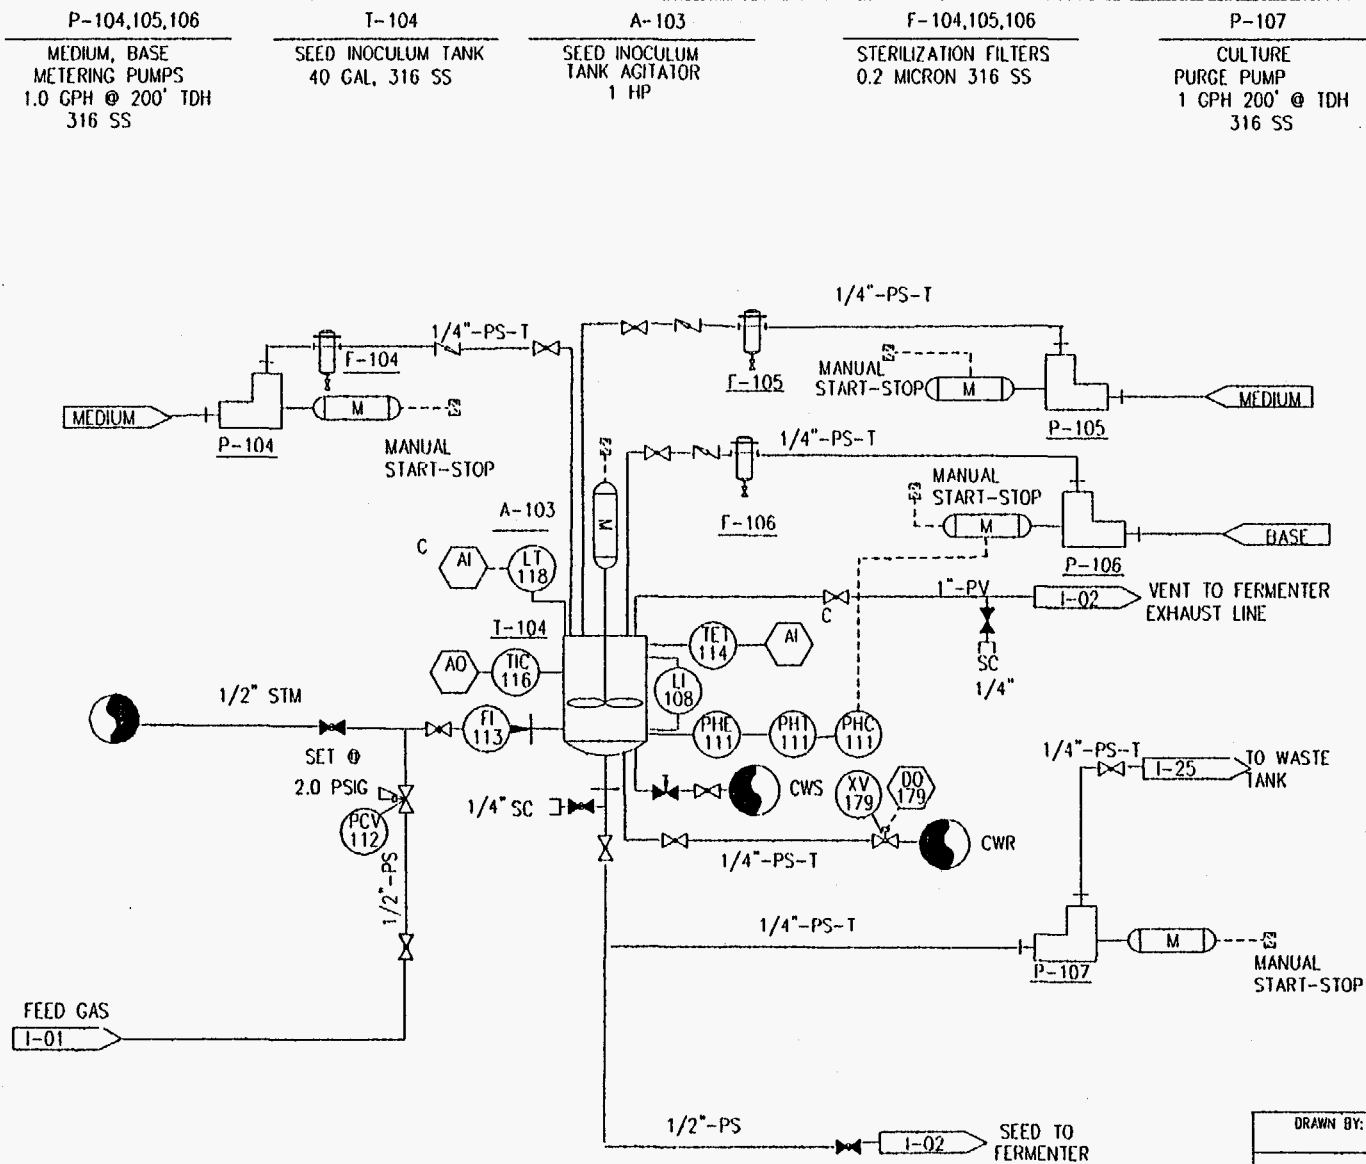 P-104,105,106
MEDIUM, BASE
METERING PUMPS
1.0 GPH @ 200' TDH
316 SS
T-104
SEED INOCULUM TANK
40 GAL, 316 SS
A-103
SEED INOCULUM
TANK AGITATOR
1 HP
F-104,105,106
STERILIZATION FILTERS
0.2 MICRON 316 SS
P-107
CULTURE
PURGE PUMP
1 GPH 200' @ TDH
316 SS
1/4"-PS-T
1/4"-PS-T
F-104
MEDIUM
P-104
M
MANUAL
START-STOP
F-105
MANUAL
START-STOP
M
P-105
MEDIUM
1/4"-PS-T
F-106
MANUAL
START-STOP
M
P-106
BASE
A-103
M
C
AI
LT
118
T-104
1"-PV
C
I-02
VENT TO FERMENTER
EXHAUST LINE
SC
1/4"
TET
114
AI
AO
TIC
116
LI
108
1/2" STM
FI
113
PHE
111
PHT
111
PHC
111
SET @
2.0 PSIG
PCV
112
1/4" SC
CWS
XV
179
DO
179
CWR
1/4"-PS-T
1/4"-PS-T
I-25
TO WASTE
TANK
1/2"-PS
1/4"-PS-T
P-107
M
MANUAL
START-STOP
FEED GAS
I-01
1/2"-PS
I-02
SEED TO
FERMENTER
DRAWN BY: